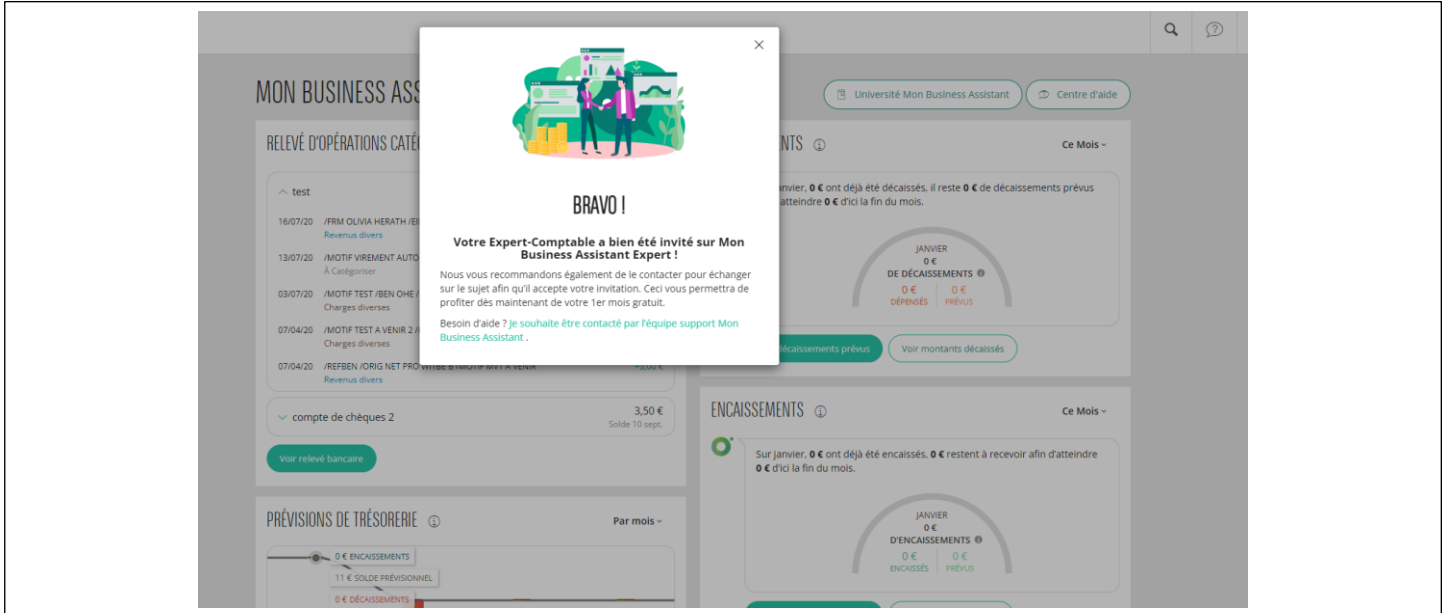 MON BUSINESS ASS
Université Mon Business Assistant
Centre d'aide
BRAVO !
Votre Expert-Comptable a bien été invité sur Mon
Business Assistant Expert !
Nous vous recommandons également de le contacter pour échanger
sur le sujet afin qu'il accepte votre invitation. Ceci vous permettra de
profiter dès maintenant de votre 1er mois gratuit.
Besoin d'aide ? Je souhaite être contacté par l'équipe support Mon
Business Assistant .
RELEVÉ D'OPÉRATIONS CATÉ
test
16/07/20 /FRM OLIVIA HERATH /EI
Revenus divers
13/07/20 /MOTIF VIREMENT AUTO
À Catégoriser
03/07/20 /MOTIF TEST /BEN OHE /
Charges diverses
07/04/20 /MOTIF TEST A VENIR 2 /
Charges diverses
07/04/20 /REFBEN /ORIG NET PRO WITBE B /MOTIF MVT A VENIR
Revenus divers
compte de chèques 2 3,50 €
Solde 10 sept.
Voir relevé bancaire
PRÉVISIONS DE TRÉSORERIE Par mois
0 € ENCAISSEMENTS
11 € SOLDE PRÉVISIONNEL
0 € DÉCAISSEMENTS
NTS Ce Mois
anvier, 0 € ont déjà été décaissés, il reste 0 € de décaissements prévus
atteindre 0 € d'ici la fin du mois.
JANVIER
0 €
DE DÉCAISSEMENTS
0 € 0 €
DÉPENSÉS PRÉVUS
décaissements prévus Voir montants décaissés
ENCAISSEMENTS Ce Mois
Sur janvier, 0 € ont déjà été encaissés, 0 € restent à recevoir afin d'atteindre
0 € d'ici la fin du mois.
JANVIER
0 €
D'ENCAISSEMENTS
0 € 0 €
ENCAISSÉS PRÉVUS